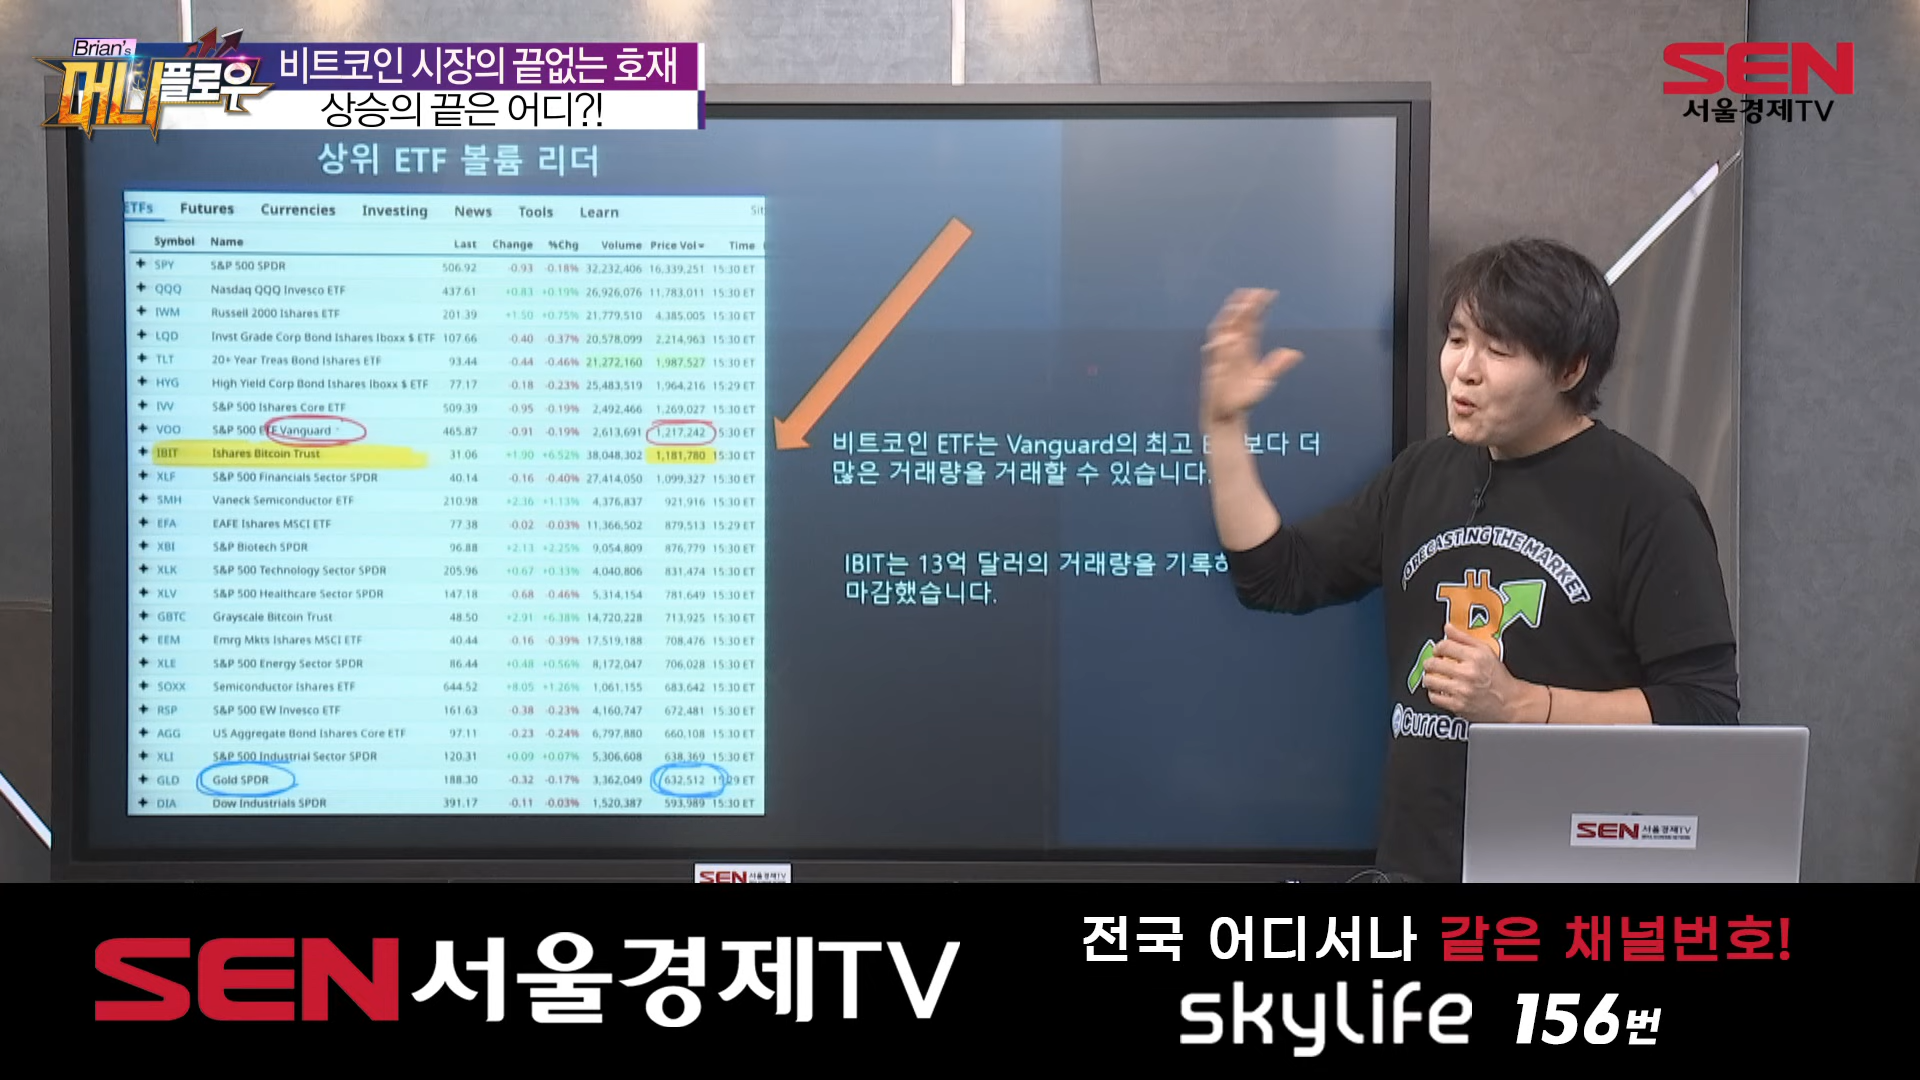 Brian's
머니플로우
비트코인 시장의 끝없는 호재
상승의 끝은 어디?!
SEN
서울경제TV
상위 ETF 볼륨 리더
ETFs Futures Currencies Investing News Tools Learn Sit
Symbol Name Last Change %Chg Volume Price Vol Time
SPY S&P 500 SPDR 506.92 -0.93 -0.18% 32,232,406 16,339,251 15:30 ET
QQQ Nasdaq QQQ Invesco ETF 437.61 +0.83 +0.19% 26,926,076 11,783,011 15:30 ET
IWM Russell 2000 Ishares ETF 201.39 +1.50 +0.75% 21,779,510 4,385,005 15:30 ET
LQD Invst Grade Corp Bond Ishares Iboxx $ ETF 107.66 -0.40 -0.37% 20,578,099 2,214,963 15:30 ET
TLT 20+ Year Treas Bond Ishares ETF 93.44 -0.44 -0.46% 21,272,160 1,987,527 15:30 ET
HYG High Yield Corp Bond Ishares Iboxx $ ETF 77.17 -0.18 -0.23% 25,483,519 1,964,216 15:29 ET
IVV S&P 500 Ishares Core ETF 509.39 -0.95 -0.19% 2,492,466 1,269,027 15:30 ET
VOO S&P 500 ETF Vanguard 465.87 -0.91 -0.19% 2,613,691 1,217,242 5:30 ET
IBIT Ishares Bitcoin Trust 31.06 +1.90 +6.52% 38,048,302 1,181,780 15:30 ET
XLF S&P 500 Financials Sector SPDR 40.14 -0.16 -0.40% 27,414,050 1,099,327 15:30 ET
SMH Vaneck Semiconductor ETF 210.98 +2.36 +1.13% 4,376,837 921,916 15:30 ET
EFA EAFE Ishares MSCI ETF 77.38 -0.02 -0.03% 11,366,502 879,513 15:29 ET
XBI S&P Biotech SPDR 96.88 +2.13 +2.25% 9,054,809 876,779 15:30 ET
XLK S&P 500 Technology Sector SPDR 205.96 +0.67 +0.33% 4,040,806 831,474 15:30 ET
XLV S&P 500 Healthcare Sector SPDR 147.18 -0.68 -0.46% 5,314,154 781,649 15:30 ET
GBTC Grayscale Bitcoin Trust 48.50 +2.91 +6.38% 14,720,228 713,925 15:30 ET
EEM Emrg Mkts Ishares MSCI ETF 40.44 -0.16 -0.39% 17,519,188 708,476 15:30 ET
XLE S&P 500 Energy Sector SPDR 86.44 +0.48 +0.56% 8,172,047 706,028 15:30 ET
SOXX Semiconductor Ishares ETF 644.52 +8.05 +1.26% 1,061,155 683,642 15:30 ET
RSP S&P 500 EW Invesco ETF 161.63 -0.38 -0.23% 4,160,747 672,481 15:30 ET
AGG US Aggregate Bond Ishares Core ETF 97.11 -0.23 -0.24% 6,797,880 660,108 15:30 ET
XLI S&P 500 Industrial Sector SPDR 120.31 +0.09 +0.07% 5,306,608 638,369 15:30 ET
GLD Gold SPDR 188.30 -0.32 -0.17% 3,362,049 632,512 15:29 ET
DIA Dow Industrials SPDR 391.17 -0.11 -0.03% 1,520,387 593,989 15:30 ET
비트코인 ETF는 Vanguard의 최고 보다 더
많은 거래량을 거래할 수 있습니다.
IBIT는 13억 달러의 거래량을 기록하
마감했습니다.
FORECASTING THE MARKET
@Curren
SEN 서울경제TV
SEN 서울경제TV
SEN 서울경제TV
전국 어디서나 같은 채널번호!
skylife 156번